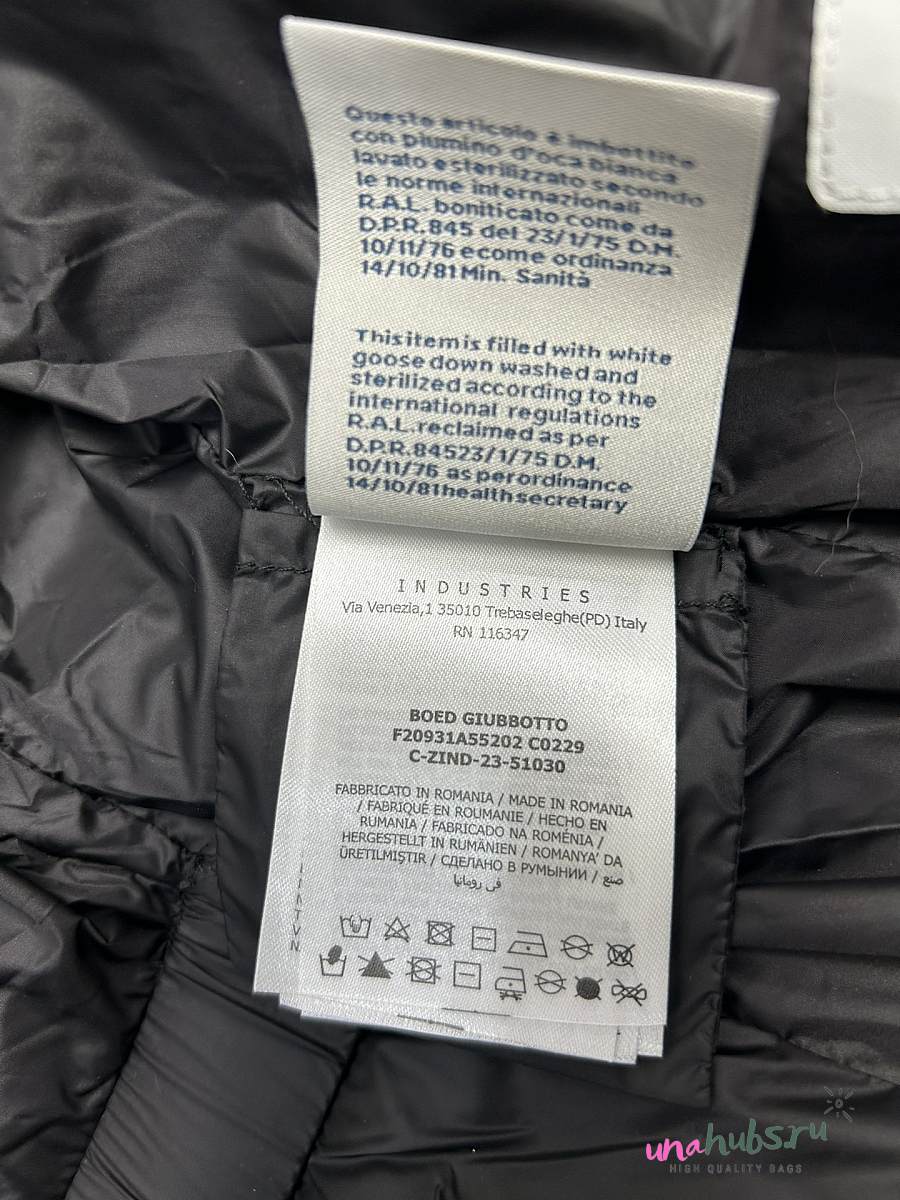 Questo articolo è imbottito
con piumino d'oca bianca
lavato esterilizzato secondo
le norme internazionali
R.A.L. boniticato come da
D.P.R.845 del 23/1/75 D.M.
10/11/76 ecome ordinanza
14/10/81Min. Sanità
This item is filled with white
goose down washed and
sterilized according to the
international regulations
R.A.L.reclaimed as per
D.P.R.84523/1/75 D.M.
10/11/76 as per ordinance
14/10/81health secretary
INDUSTRIES
Via Venezia,1 35010 Trebaseleghe(PD) Italy
RN 116347
BOED GIUBBOTTO
F20931A55202 C0229
C-ZIND-23-51030
FABBRICATO IN ROMANIA / MADE IN ROMANIA
/ FABRIQUÉ EN ROUMANIE / HECHO EN
RUMANIA / FABRICADO NA ROMÉNIA /
HERGESTELLT IN RUMÄNIEN / ROMANYA' DA
ÜRETILMIŞTIR / СДЕЛАНО В РУМЫНИИ / صنع
في رومانيا
unahubs.ru
HIGH QUALITY BAGS